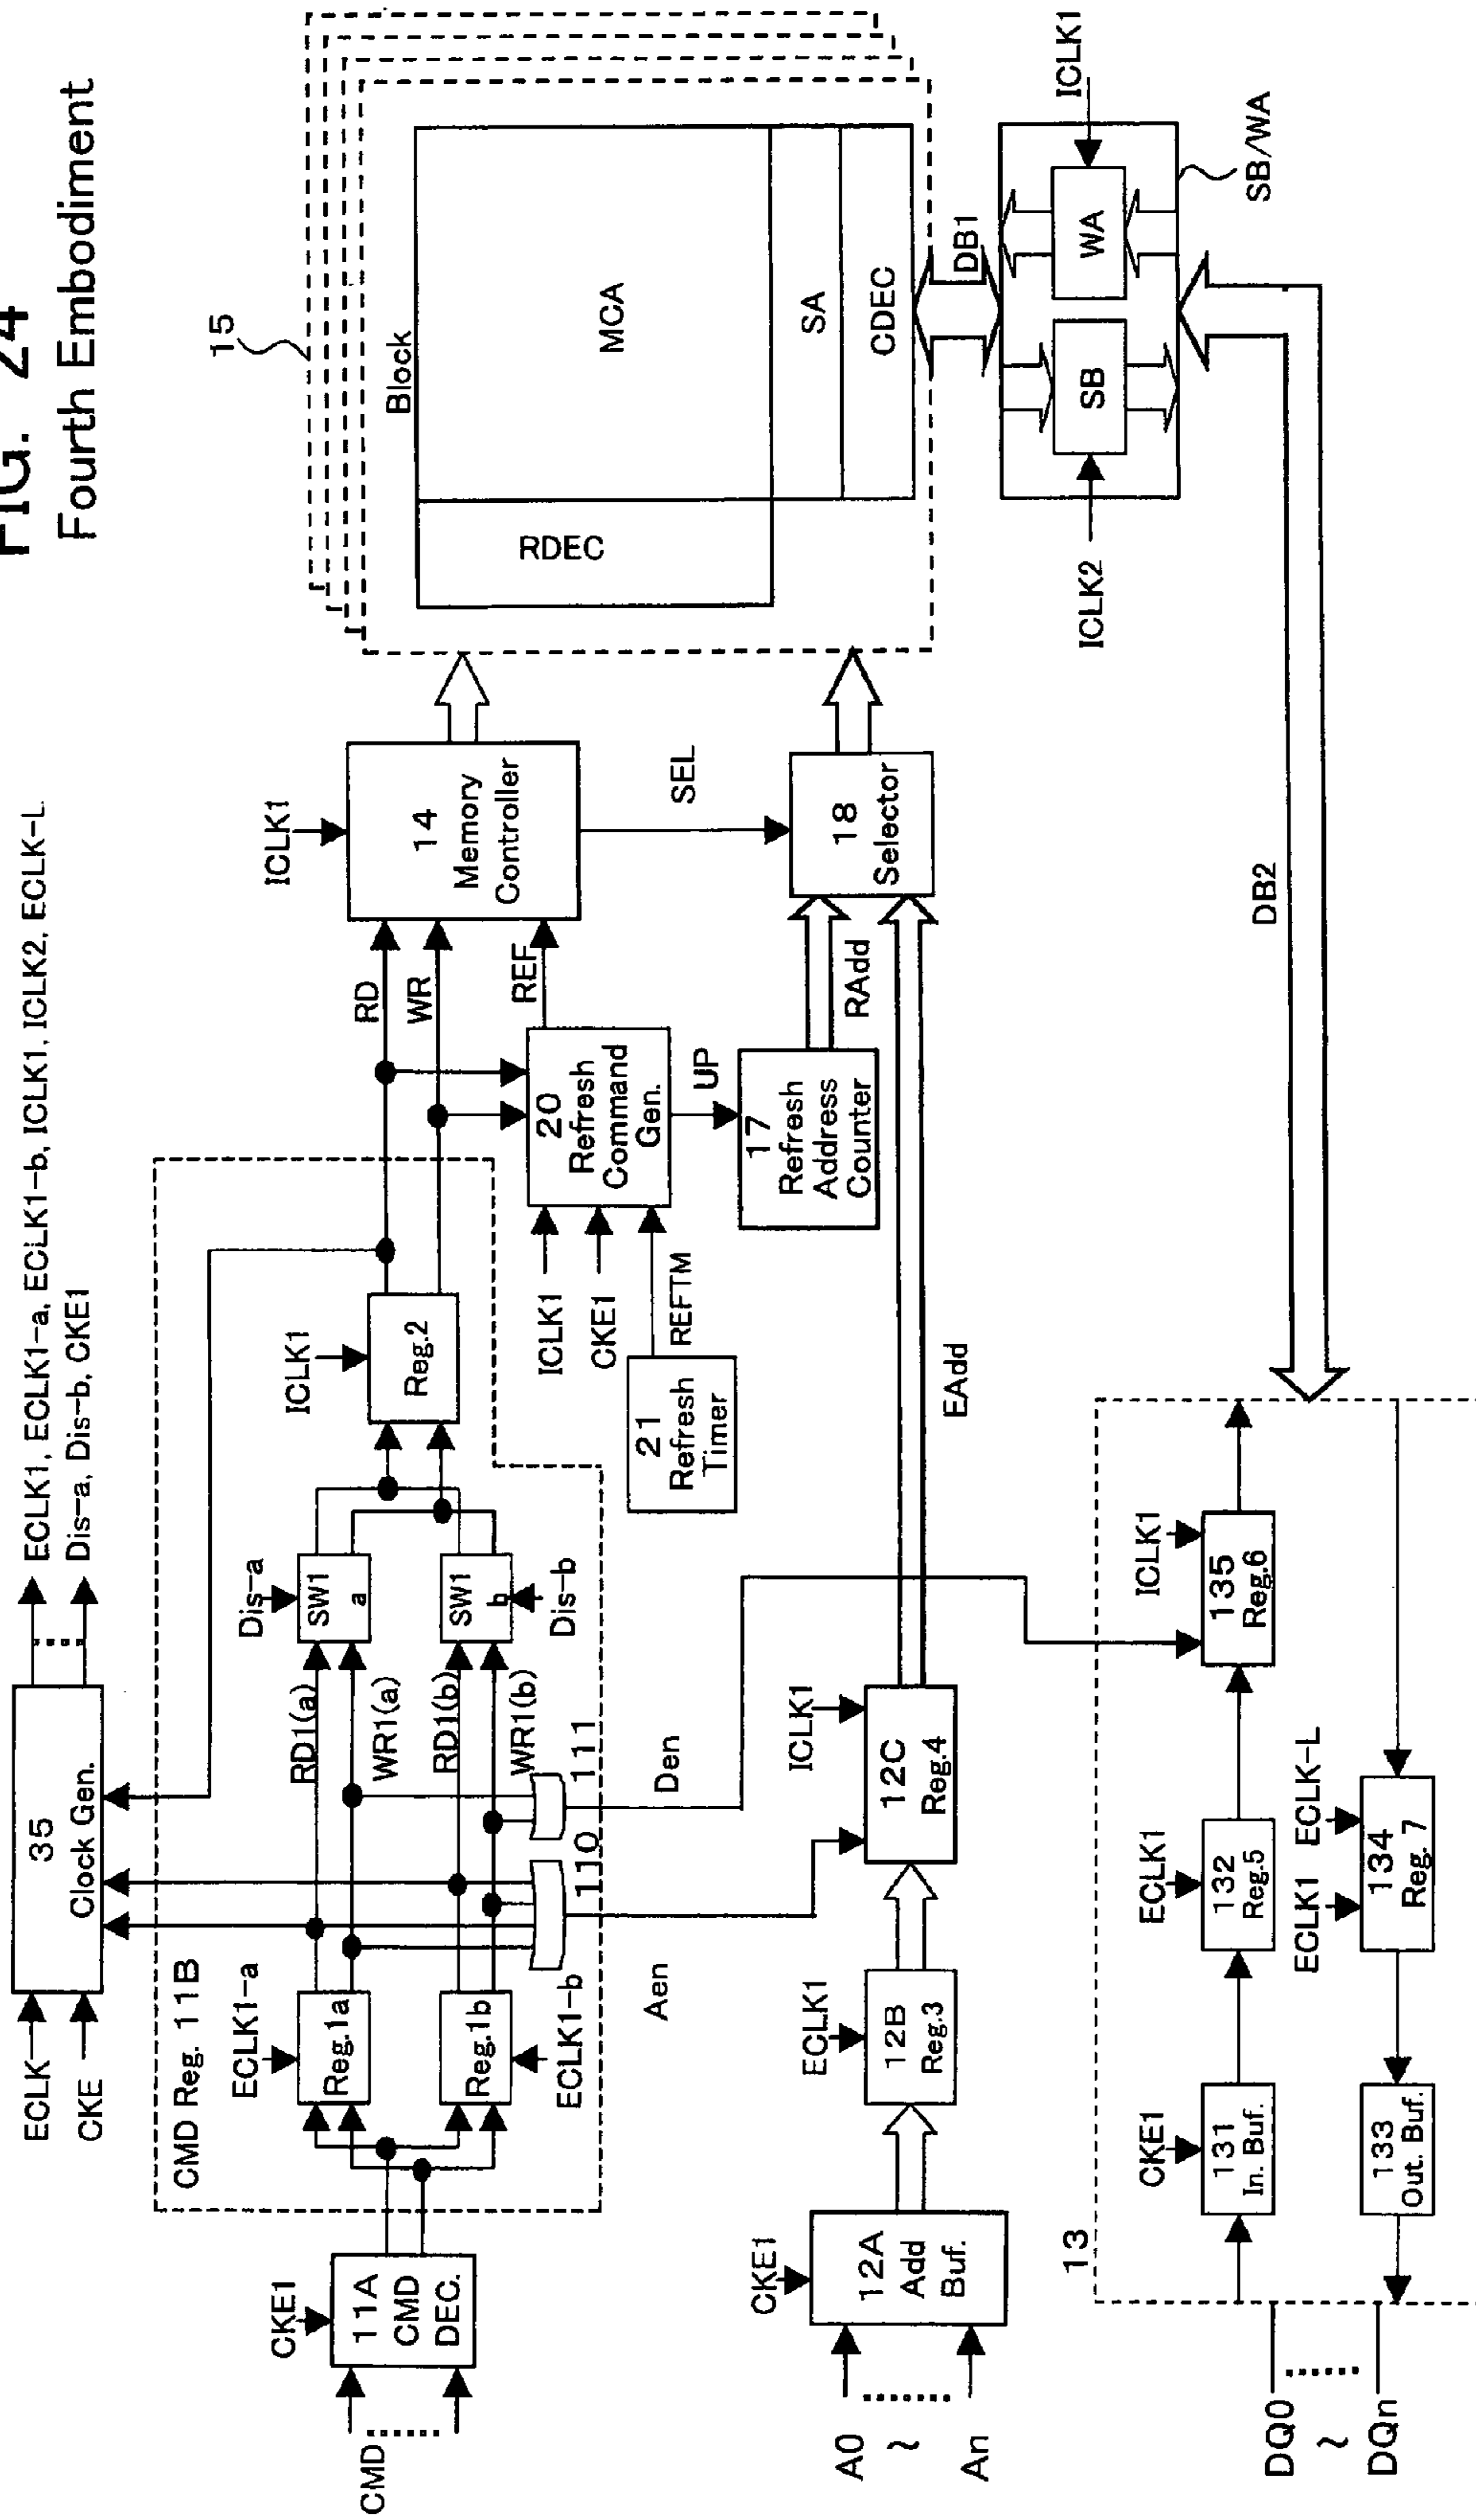 FIG. 24
Fourth Embodiment
ECLK
CKE
35
Clock Gen.
ECLK1, ECLK1-a, ECLK1-b, ICLK1, ICLK2, ECLK-L
Dis-a, Dis-b, CKE1
15
CMD
CKE1
11A
CMD
DEC.
CMD Reg. 11B
ECLK1-a
Reg.1a
Reg.1b
ECLK1-b
RD1(a)
WR1(a)
RD1(b)
WR1(b)
110
111
Dis-a
SW1
a
SW1
b
Dis-b
ICLK1
Reg.2
RD
WR
REF
ICLK1
14
Memory
Controller
SEL
Block
MCA
RDEC
SA
CDEC
ICLK1
CKE1
REFTM
21
Refresh
Timer
20
Refresh
Command
Gen.
UP
17
Refresh
Address
Counter
RAdd
18
Selector
Aen
Den
A0
~
An
CKE1
12A
Add
Buf.
ECLK1
12B
Reg.3
ICLK1
12C
Reg.4
EAdd
DB1
ICLK2
SB
WA
ICLK1
SB/WA
DB2
13
DQ0
~
DQn
CKE1
131
In. Buf.
ECLK1
132
Reg.5
ICLK1
135
Reg.6
133
Out. Buf.
ECLK1
ECLK-L
134
Reg. 7